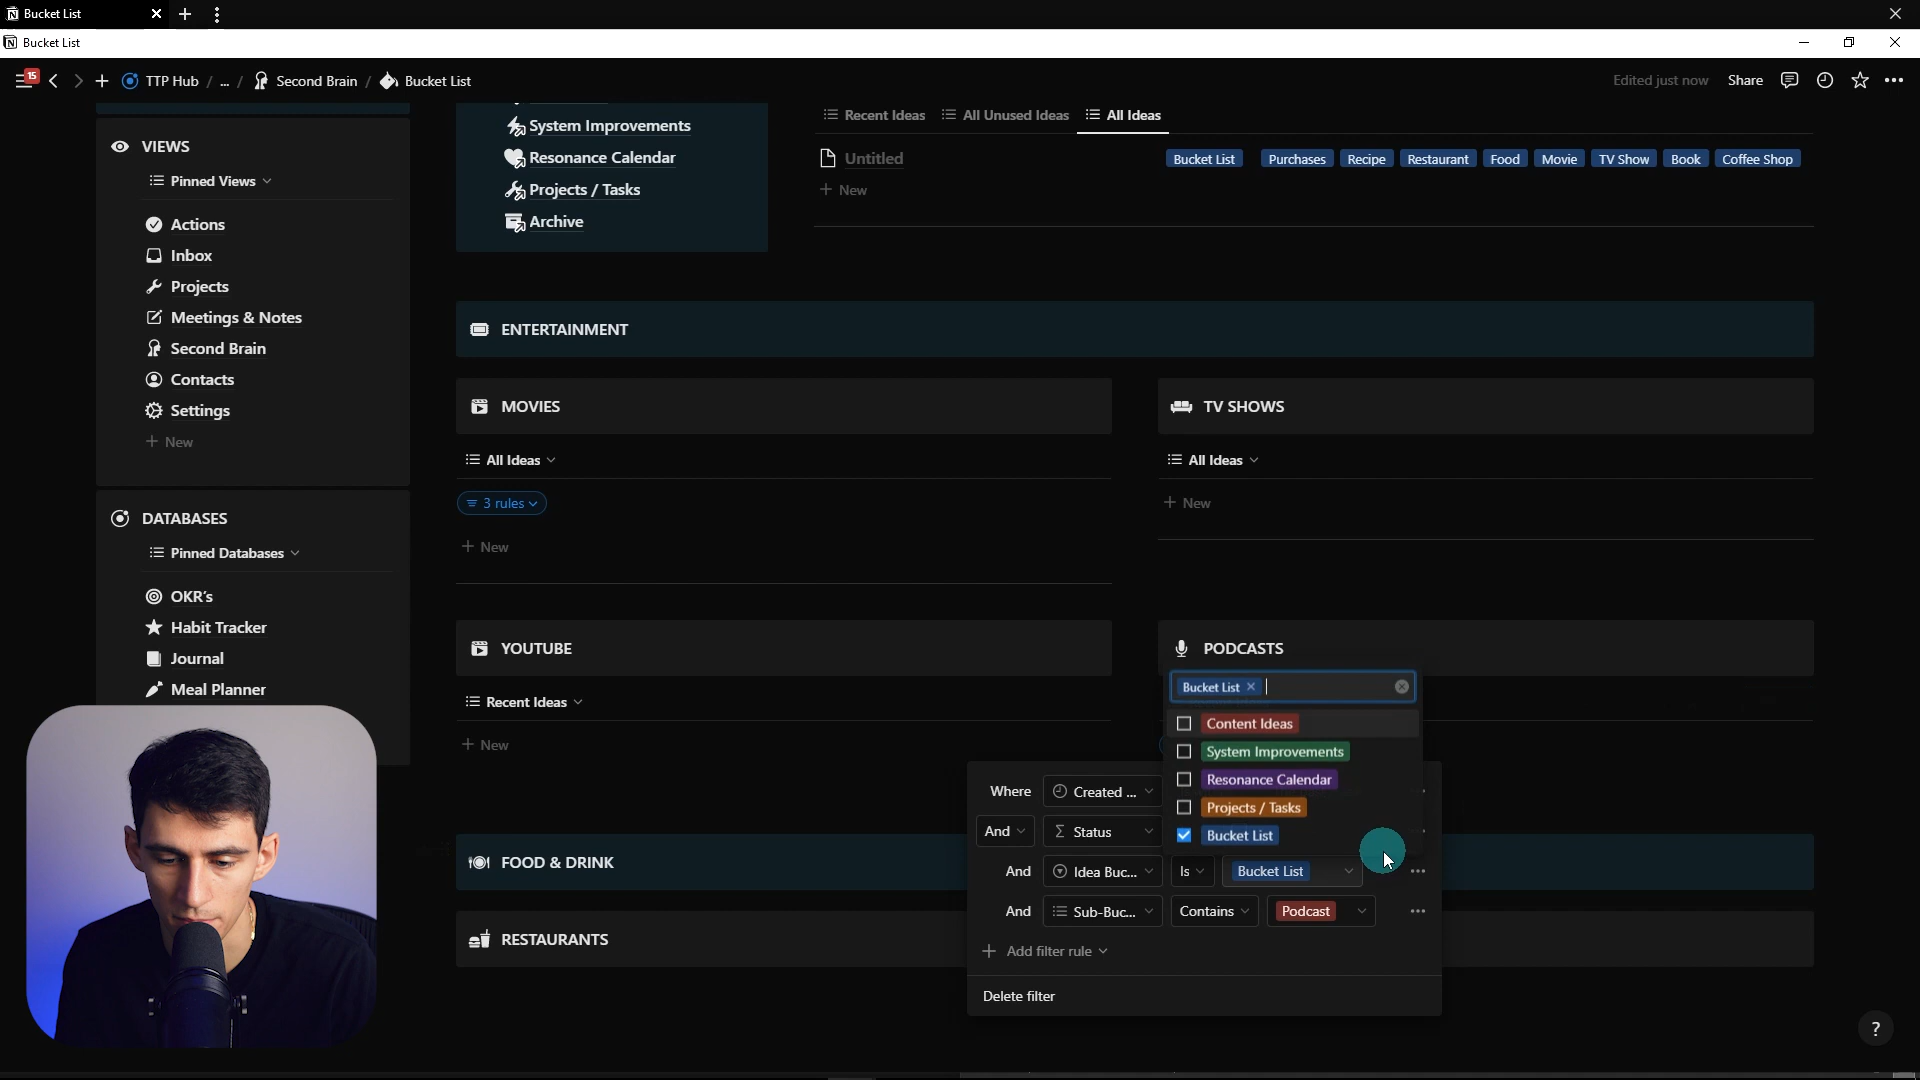 Bucket List
Bucket List
15
TTP Hub / ... / Second Brain / Bucket List
Edited just now
Share
VIEWS
Pinned Views
Actions
Inbox
Projects
Meetings & Notes
Second Brain
Contacts
Settings
+ New
DATABASES
Pinned Databases
OKR's
Habit Tracker
Journal
Meal Planner
System Improvements
Resonance Calendar
Projects / Tasks
Archive
Recent Ideas All Unused Ideas All Ideas
Untitled Bucket List Purchases Recipe Restaurant Food Movie TV Show Book Coffee Shop
+ New
ENTERTAINMENT
MOVIES
All Ideas
3 rules
+ New
TV SHOWS
All Ideas
+ New
YOUTUBE
Recent Ideas
+ New
PODCASTS
Bucket List
Content Ideas
System Improvements
Resonance Calendar
Projects / Tasks
Bucket List
Where Created ...
And Status
And Idea Buc... Is Bucket List
And Sub-Buc... Contains Podcast
+ Add filter rule
Delete filter
FOOD & DRINK
RESTAURANTS
?